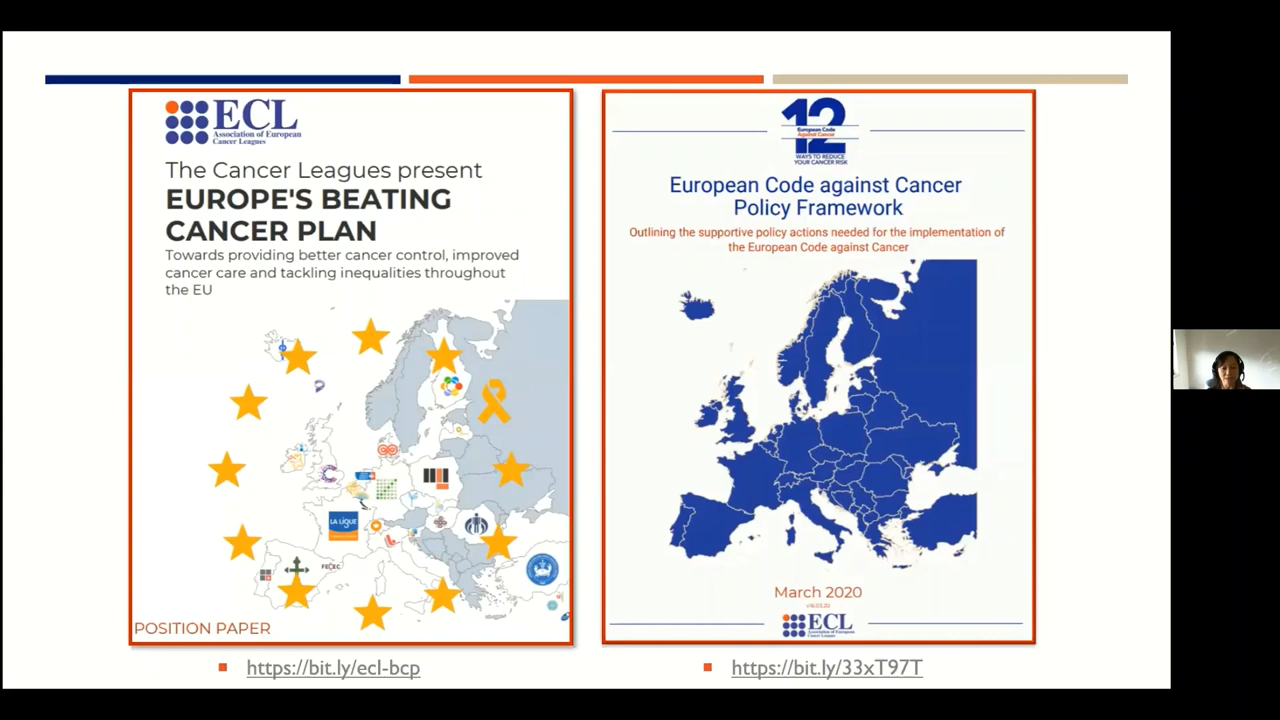 ECL
Association of European
Cancer Leagues
The Cancer Leagues present
EUROPE'S BEATING
CANCER PLAN
Towards providing better cancer control, improved
cancer care and tackling inequalities throughout
the EU
LA LIGUE
FECEC
POSITION PAPER
https://bit.ly/ecl-bcp
12
European Code
Against Cancer
WAYS TO REDUCE
YOUR CANCER RISK
European Code against Cancer
Policy Framework
Outlining the supportive policy actions needed for the implementation of
the European Code against Cancer
March 2020
ECL
Association of European
Cancer Leagues
https://bit.ly/33xT97T